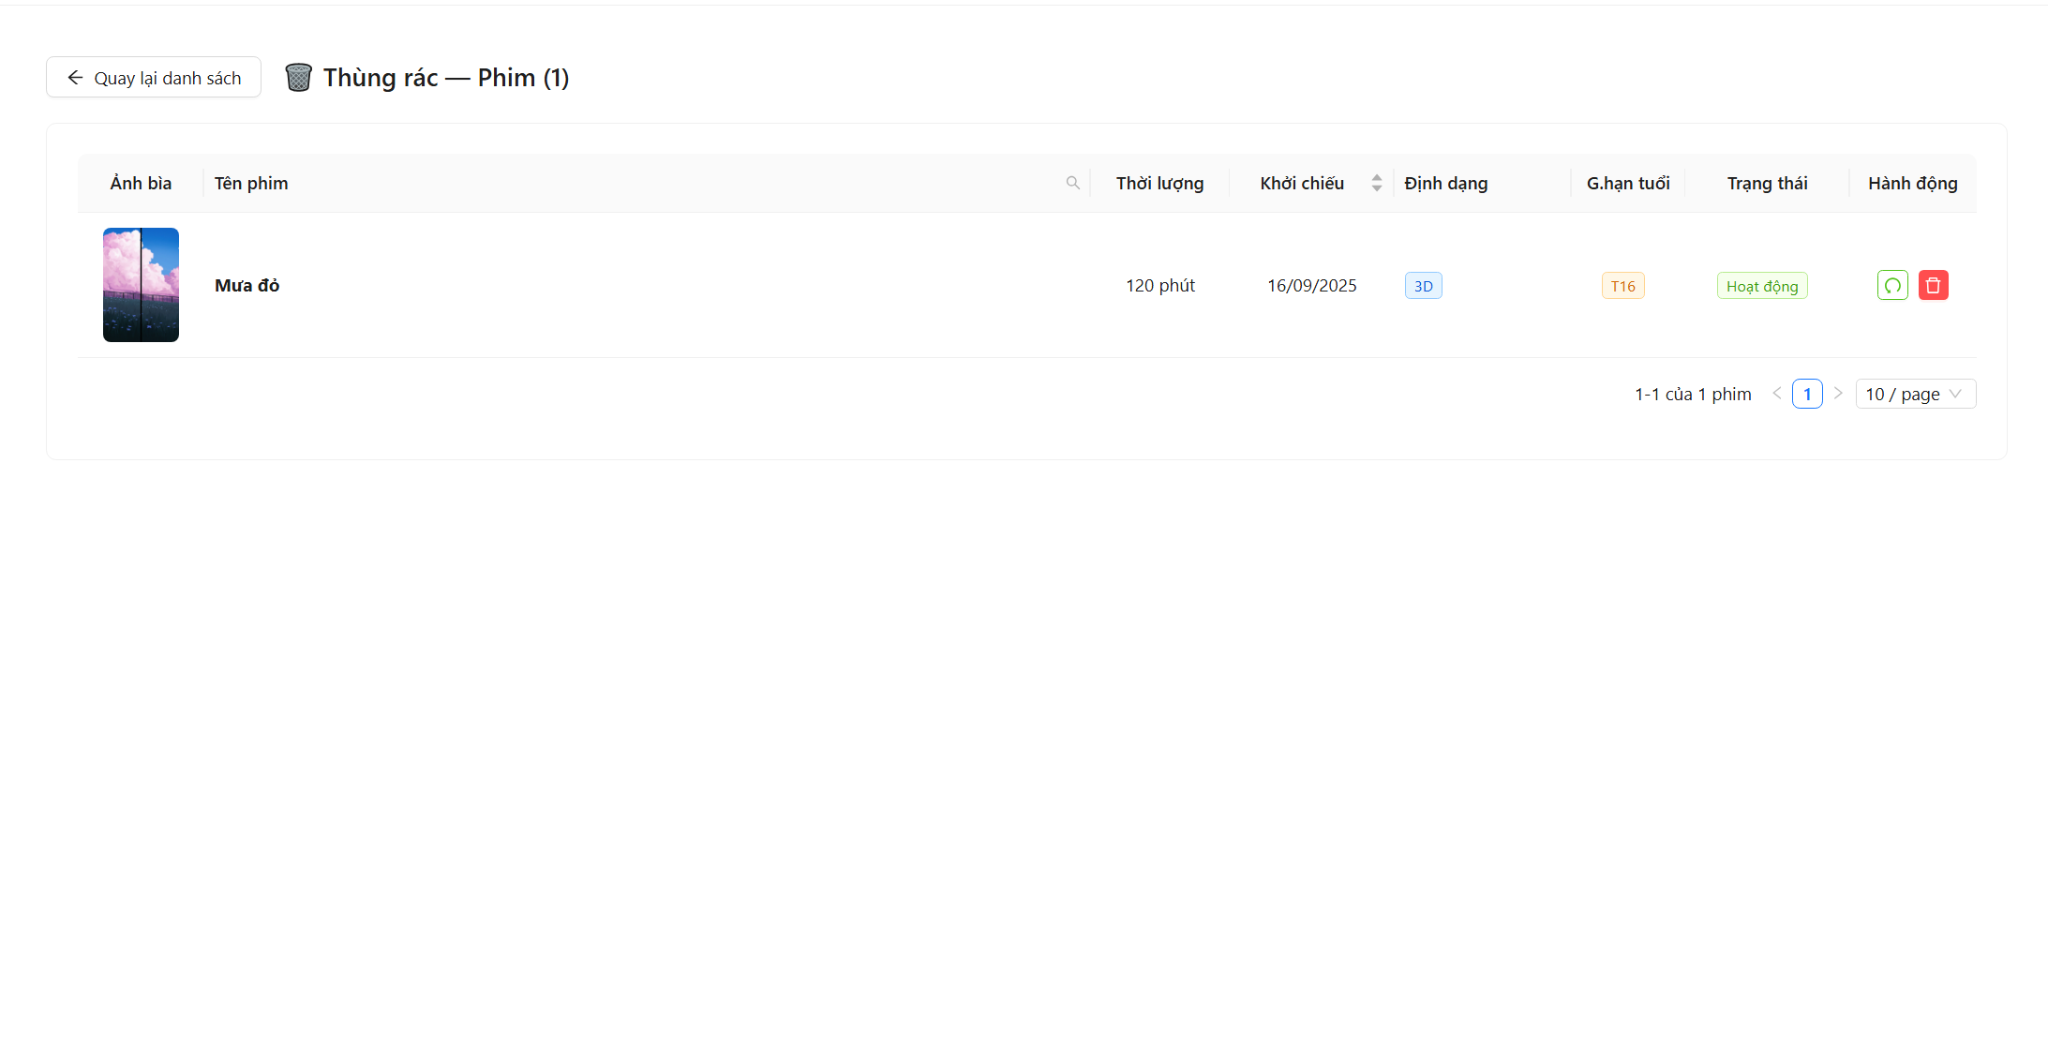 Quay lại danh sách
Thùng rác — Phim (1)
Ảnh bìa Tên phim Thời lượng Khởi chiếu Định dạng G.hạn tuổi Trạng thái Hành động
Mưa đỏ 120 phút 16/09/2025 3D T16 Hoạt động
1-1 của 1 phim 1 10 / page